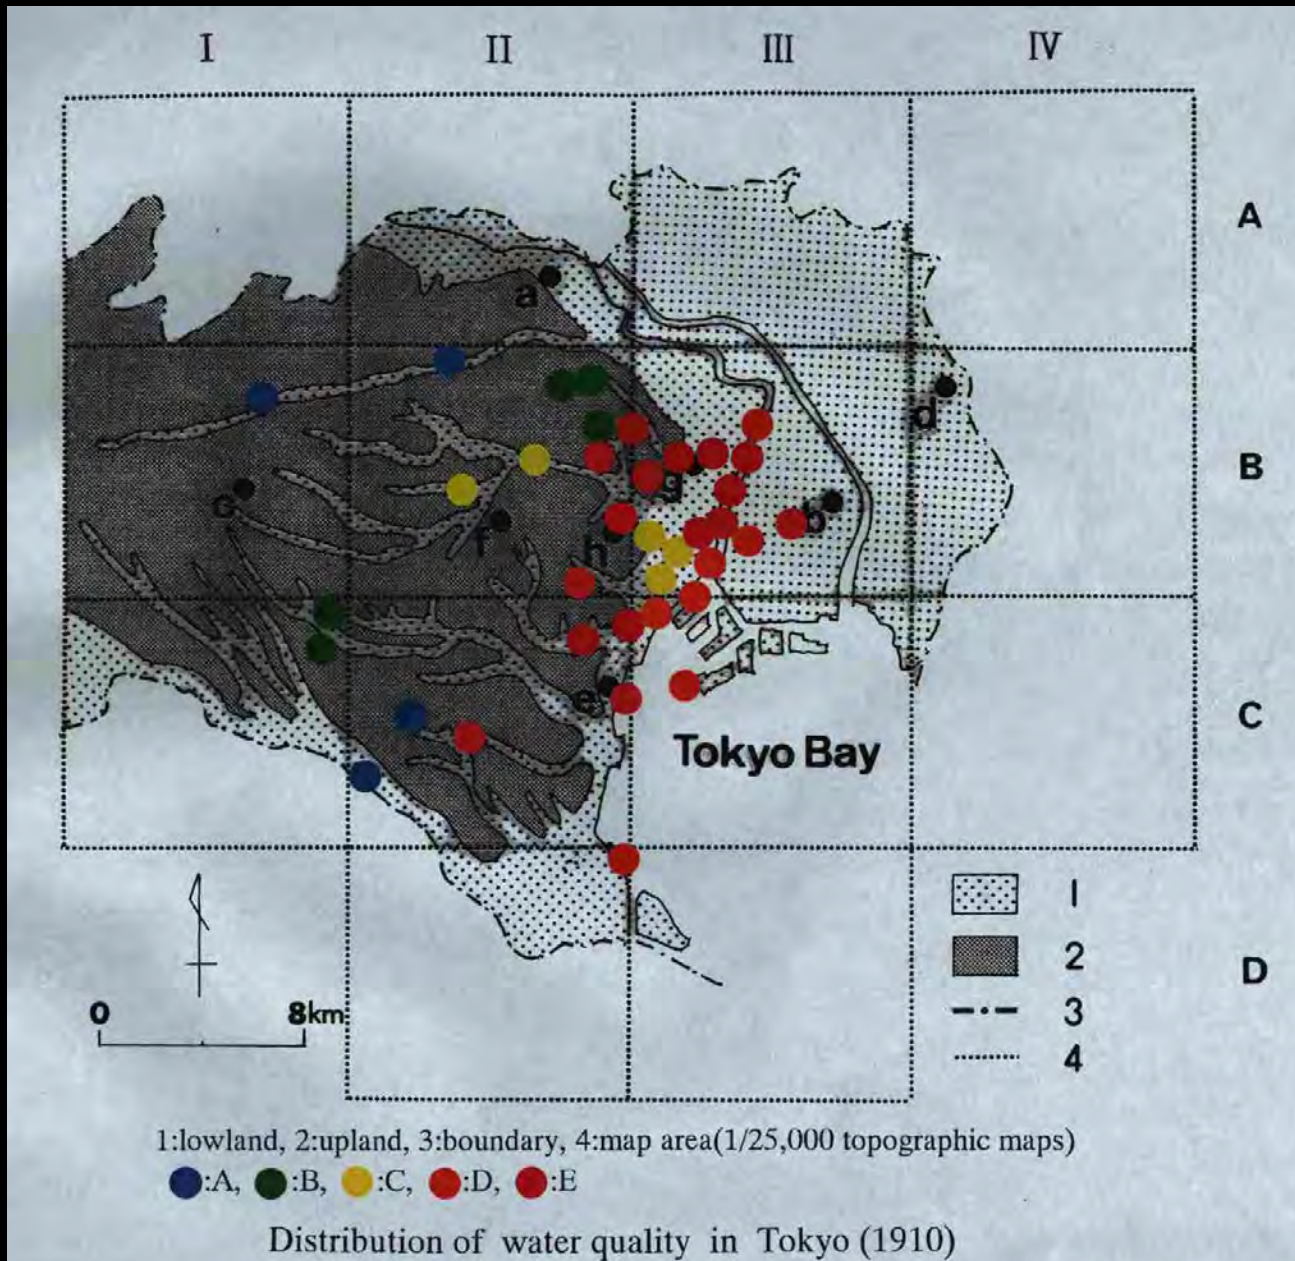 I II III IV
A
a
d
B
c g b
f h
e
C
Tokyo Bay
1
2
D
0 8km
3
4
1:lowland, 2:upland, 3:boundary, 4:map area(1/25,000 topographic maps)
:A, :B, :C, :D, :E
Distribution of water quality in Tokyo (1910)